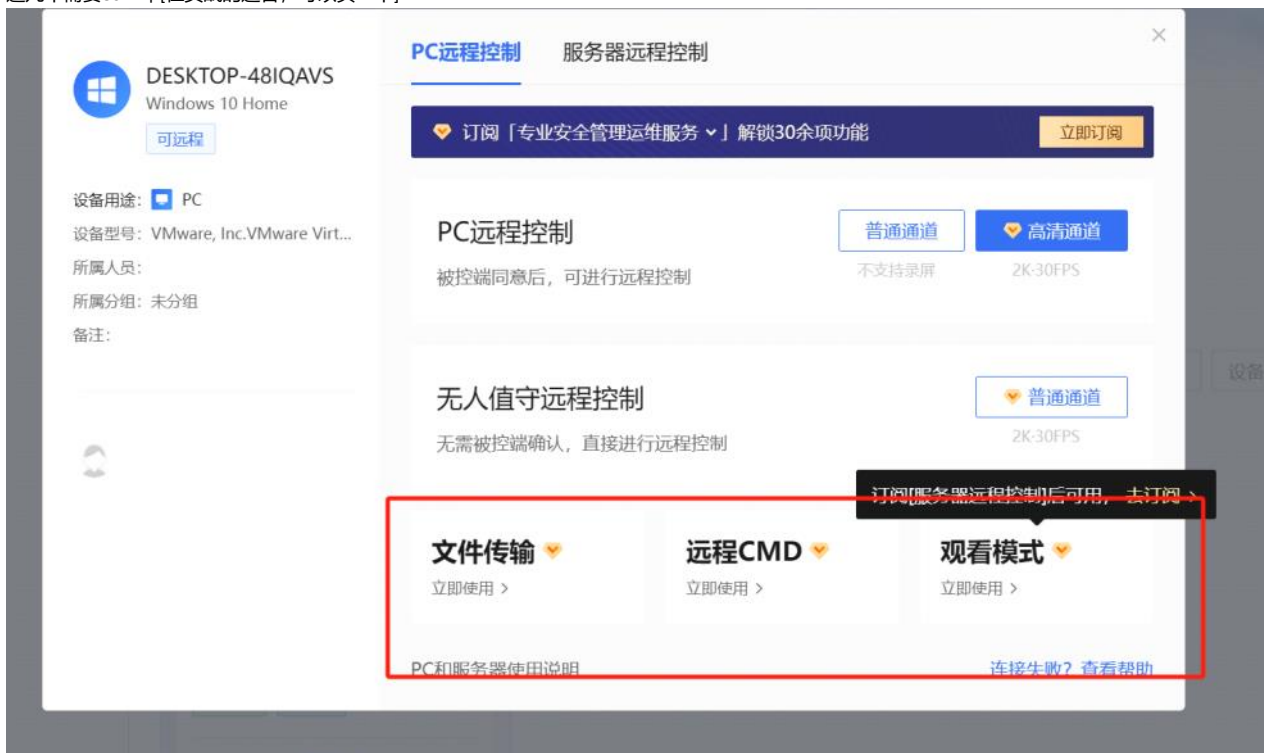 DESKTOP-48IQAVS
Windows 10 Home
可远程
设备用途： PC
设备型号：VMware, Inc.VMware Virt...
所属人员：
所属分组：未分组
备注：
PC远程控制 服务器远程控制
订阅「专业安全管理运维服务」解锁30余项功能 立即订阅
PC远程控制
被控端同意后，可进行远程控制
普通通道 高清通道
不支持录屏 2K-30FPS
无人值守远程控制
无需被控端确认，直接进行远程控制
普通通道
2K-30FPS
订阅[服务器远程控制]后可用，去订阅 >
文件传输 远程CMD 观看模式
立即使用 > 立即使用 > 立即使用 >
PC和服务器使用说明 连接失败？查看帮助
设备